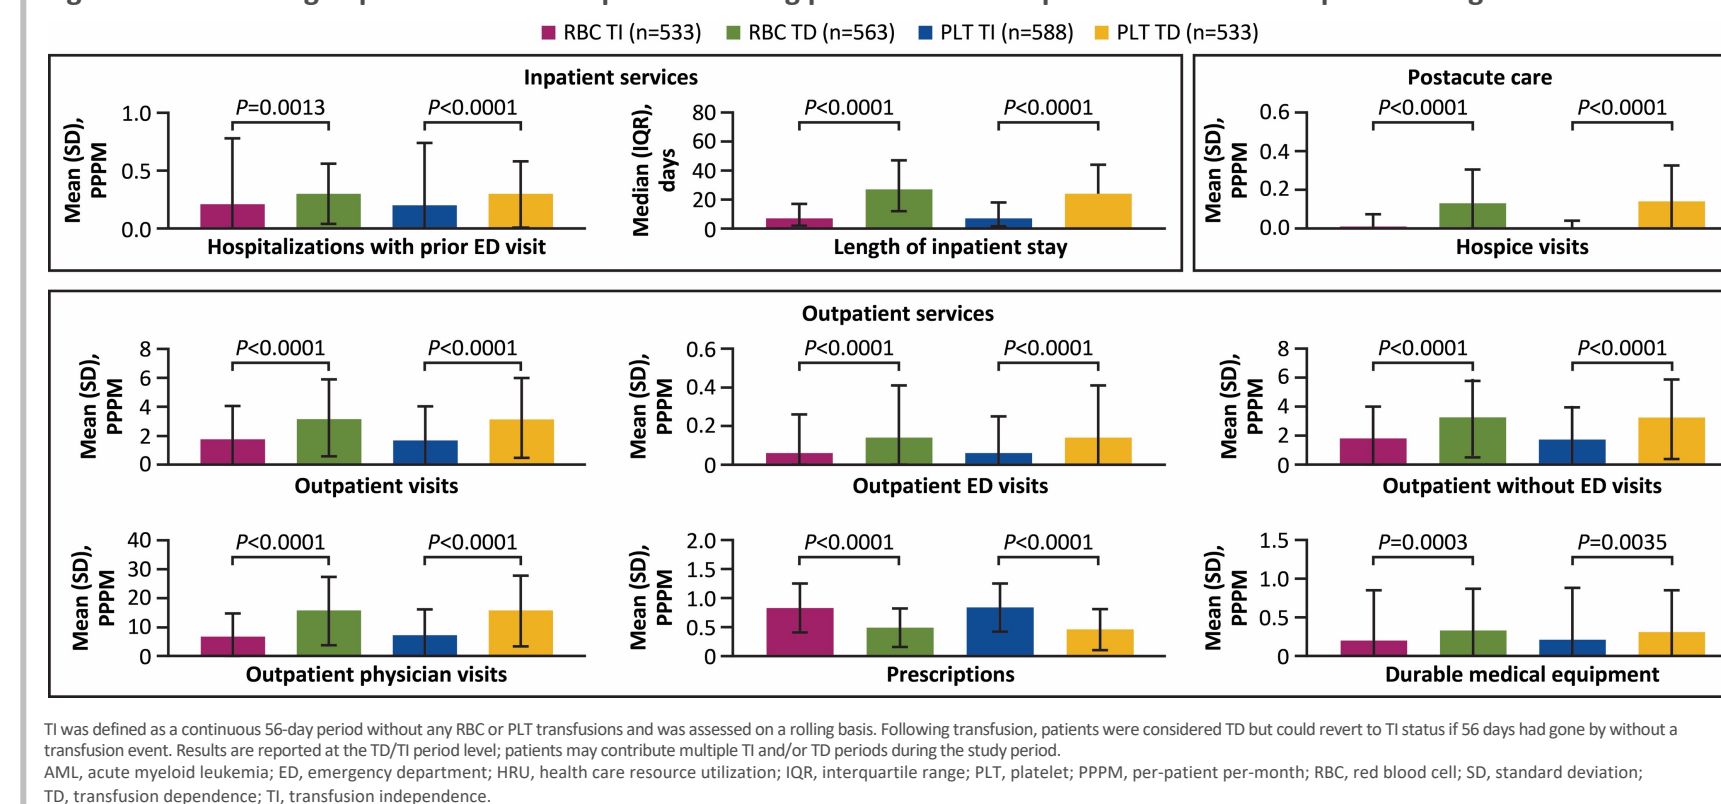 RBC TI (n=533) RBC TD (n=563) PLT TI (n=588) PLT TD (n=533)
Inpatient services
Mean (SD), PPPM
1.0
0.5
0.0
P=0.0013
P<0.0001
Hospitalizations with prior ED visit
Median (IQR), days
80
60
40
20
0
P<0.0001
P<0.0001
Length of inpatient stay
Postacute care
Mean (SD), PPPM
0.6
0.4
0.2
0.0
P<0.0001
P<0.0001
Hospice visits
Outpatient services
Mean (SD), PPPM
8
6
4
2
0
P<0.0001
P<0.0001
Outpatient visits
Mean (SD), PPPM
0.6
0.4
0.2
0
P<0.0001
P<0.0001
Outpatient ED visits
Mean (SD), PPPM
8
6
4
2
0
P<0.0001
P<0.0001
Outpatient without ED visits
Mean (SD), PPPM
40
30
20
10
0
P<0.0001
P<0.0001
Outpatient physician visits
Mean (SD), PPPM
2.0
1.5
1.0
0.5
0
P<0.0001
P<0.0001
Prescriptions
Mean (SD), PPPM
1.5
1.0
0.5
0
P=0.0003
P=0.0035
Durable medical equipment
TI was defined as a continuous 56-day period without any RBC or PLT transfusions and was assessed on a rolling basis. Following transfusion, patients were considered TD but could revert to TI status if 56 days had gone by without a
transfusion event. Results are reported at the TD/TI period level; patients may contribute multiple TI and/or TD periods during the study period.
AML, acute myeloid leukemia; ED, emergency department; HRU, health care resource utilization; IQR, interquartile range; PLT, platelet; PPPM, per-patient per-month; RBC, red blood cell; SD, standard deviation;
TD, transfusion dependence; TI, transfusion independence.